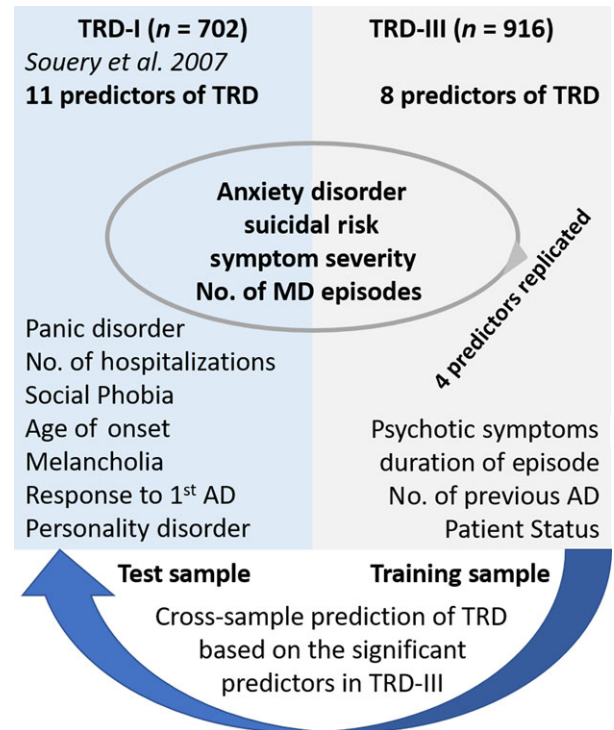 TRD-I (n = 702)
Souery et al. 2007
11 predictors of TRD
TRD-III (n = 916)
8 predictors of TRD
Anxiety disorder
suicidal risk
symptom severity
No. of MD episodes
4 predictors replicated
Panic disorder
No. of hospitalizations
Social Phobia
Age of onset
Melancholia
Response to 1st AD
Personality disorder
Psychotic symptoms
duration of episode
No. of previous AD
Patient Status
Test sample
Training sample
Cross-sample prediction of TRD
based on the significant
predictors in TRD-III